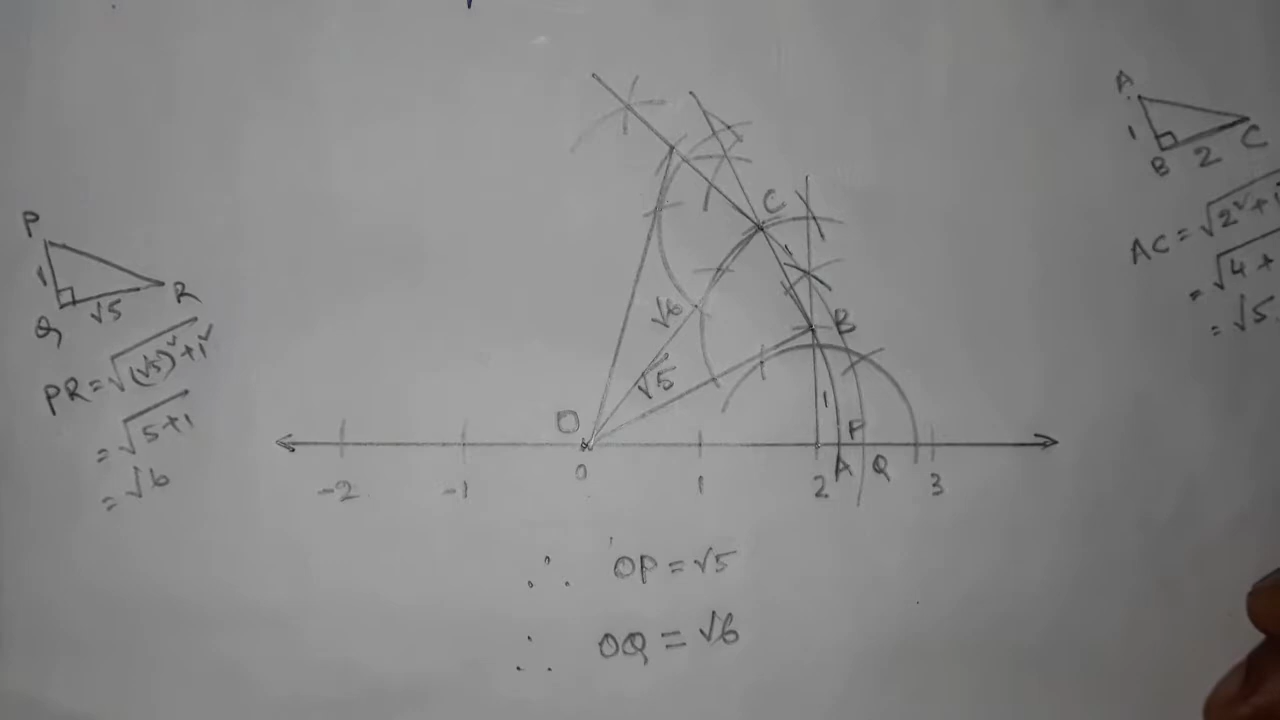 A
1
B 2 C
AC = √2²+1
= √4+
= √5
P
1
Q √5 R
PR = √(√5)²+1²
= √5+1
= √6
C
1
B
√6
√5
1
O P
A Q
-2 -1 0 1 2 3
∴ OP = √5
∴ OQ = √6